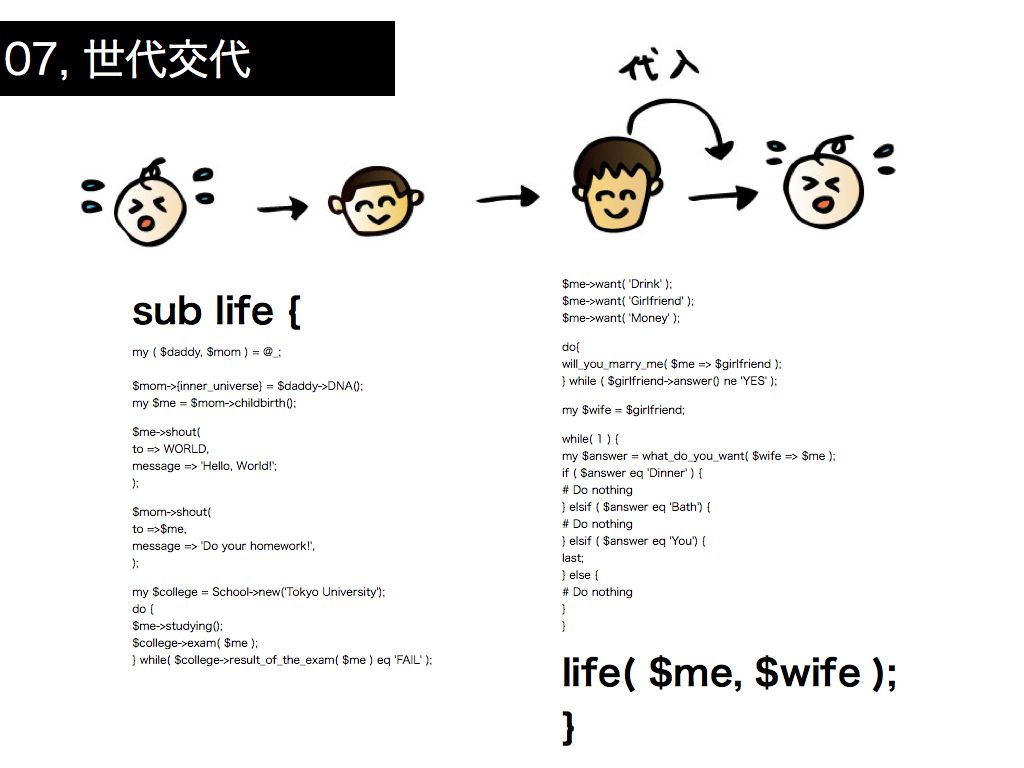 07, 世代交代
代入
sub life {
my ( $daddy, $mom ) = @_;
$mom->{inner_universe} = $daddy->DNA();
my $me = $mom->childbirth();
$me->shout(
to => WORLD,
message => 'Hello, World!';
);
$mom->shout(
to =>$me,
message => 'Do your homework!',
);
my $college = School->new('Tokyo University');
do {
$me->studying();
$college->exam( $me );
} while( $college->result_of_the_exam( $me ) eq 'FAIL' );
$me->want( 'Drink' );
$me->want( 'Girlfriend' );
$me->want( 'Money' );
do{
will_you_marry_me( $me => $girlfriend );
} while ( $girlfriend->answer() ne 'YES' );
my $wife = $girlfriend;
while( 1 ) {
my $answer = what_do_you_want( $wife => $me );
if ( $answer eq 'Dinner' ) {
# Do nothing
} elsif ( $answer eq 'Bath') {
# Do nothing
} elsif ( $answer eq 'You') {
last;
} else {
# Do nothing
}
}
life( $me, $wife );
}